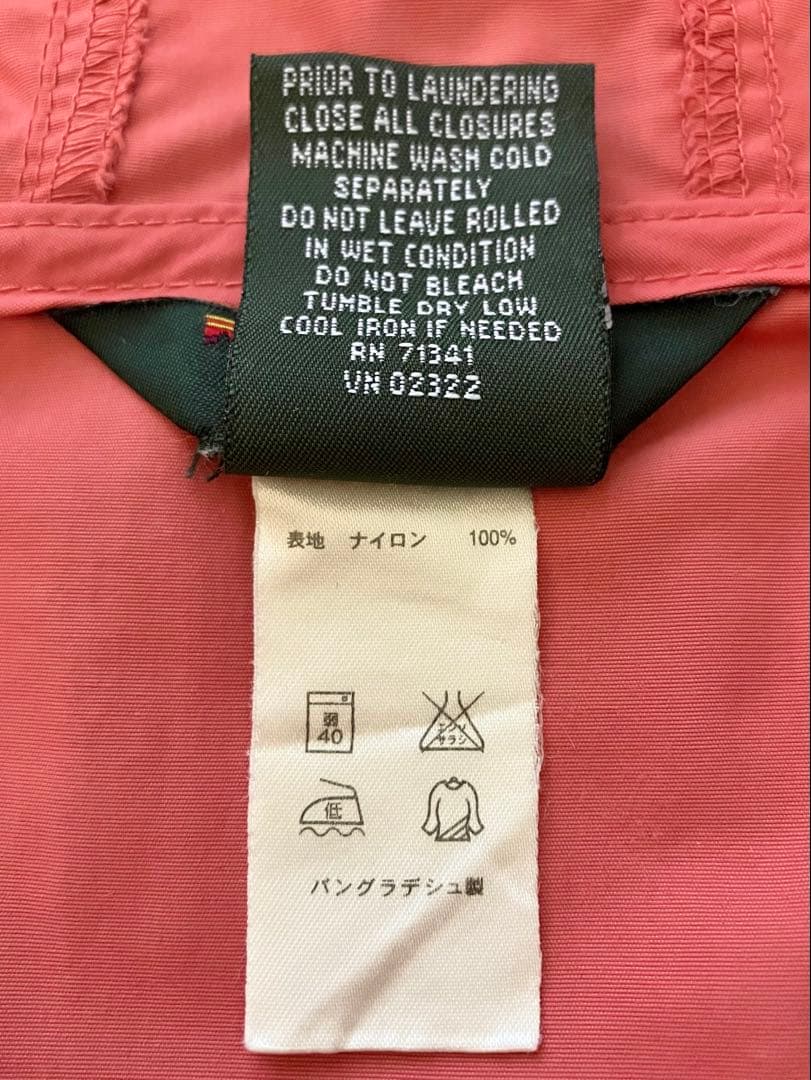 PRIOR TO LAUNDERING
CLOSE ALL CLOSURES
MACHINE WASH COLD
SEPARATELY
DO NOT LEAVE ROLLED
IN WET CONDITION
DO NOT BLEACH
TUMBLE DRY LOW
COOL IRON IF NEEDED
RN 71341
VN 02322
表地 ナイロン 100%
弱
40
エンソ
サラシ
低
バングラデシュ製